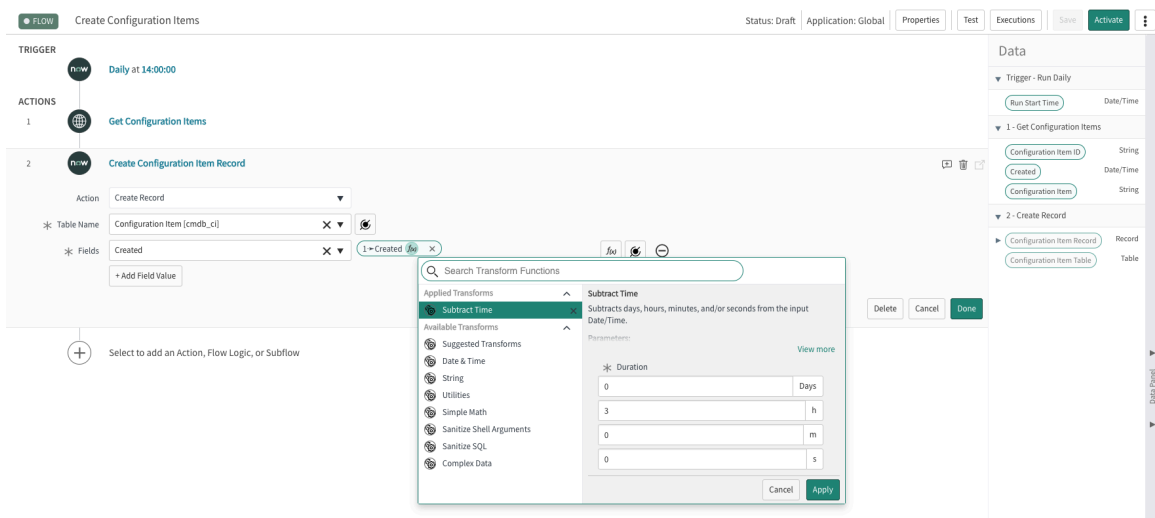 FLOW Create Configuration Items Status: Draft Application: Global Properties Test Executions Save Activate
TRIGGER
now Daily at 14:00:00
ACTIONS
1 Get Configuration Items
2 now Create Configuration Item Record
Action Create Record
Table Name Configuration Item [cmdb_ci]
Fields Created 1 Created f(x) f(x)
+ Add Field Value
Search Transform Functions
Applied Transforms
Subtract Time
Available Transforms
Suggested Transforms
Date & Time
String
Utilities
Simple Math
Sanitize Shell Arguments
Sanitize SQL
Complex Data
Subtract Time
Subtracts days, hours, minutes, and/or seconds from the input
Date/Time.
Parameters:
View more
Duration
0 Days
3 h
0 m
0 s
Cancel Apply
Delete Cancel Done
Select to add an Action, Flow Logic, or Subflow
Data
Trigger - Run Daily
Run Start Time Date/Time
1 - Get Configuration Items
Configuration Item ID String
Created Date/Time
Configuration Item String
2 - Create Record
Configuration Item Record Record
Configuration Item Table Table
Data Panel